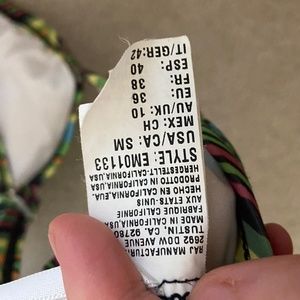 RAJ MANUFACTUR
2692 DOW AVENUE
TUSTIN, CA. 92780
MADE IN CALIFORNIA
FABRIQUE CALIFORNIE
AUX ETATS-UNIS
HECHO EN CALIFORNIA,EUA.
PRODOTTO IN CALIFORNIA,USA
HERGESTELLT-CALIFORNIA,USA
STYLE: EM01133
USA/CA: SM
MEX: CH
AU/UK: 10
EU: 36
FR: 38
ESP: 40
IT/GER:42